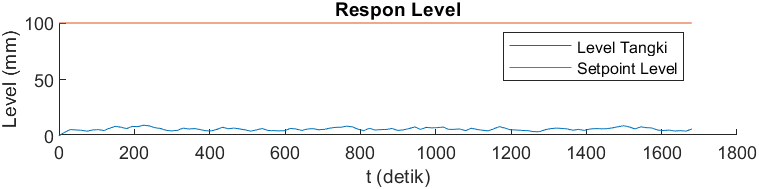 Respon Level
Level (mm)
100
50
0
Level Tangki
Setpoint Level
0 200 400 600 800 1000 1200 1400 1600 1800
t (detik)